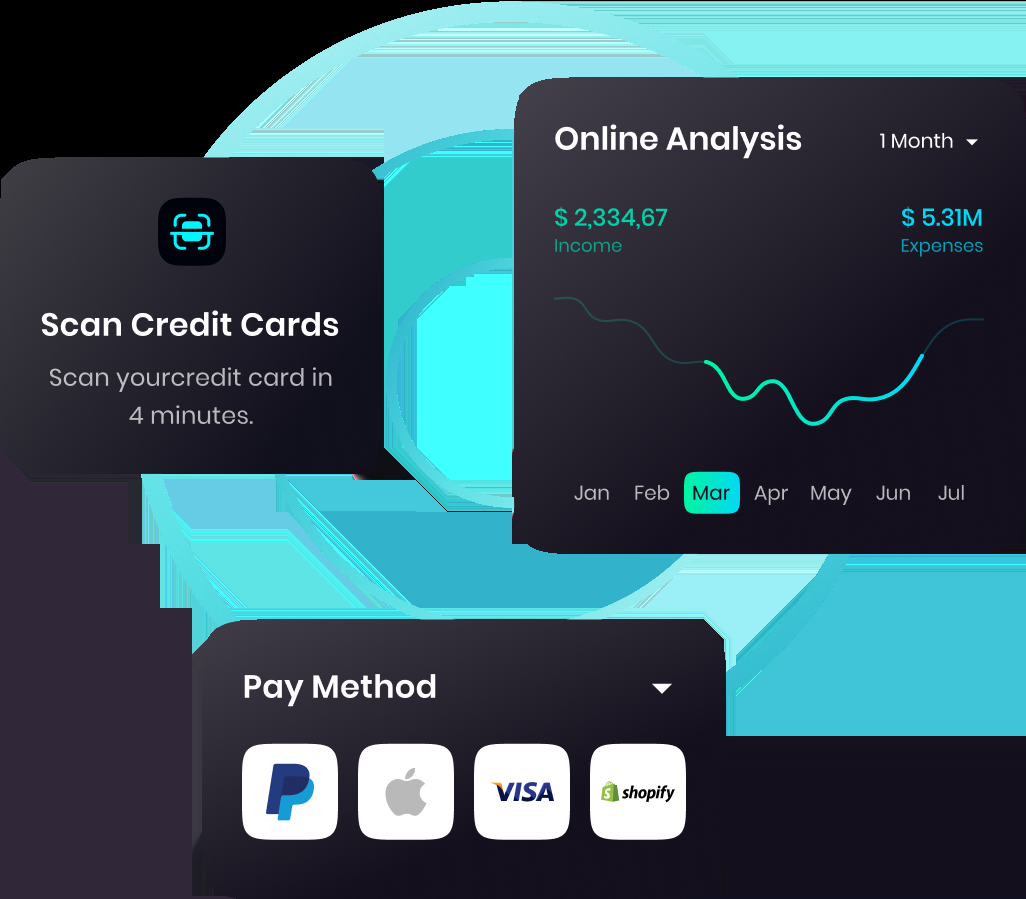 Online Analysis
1 Month
$ 2,334,67
$ 5.31M
Income
Expenses
Scan Credit Cards
Scan yourcredit card in
4 minutes.
Jan Feb Mar Apr May Jun Jul
Pay Method
VISA
shopify